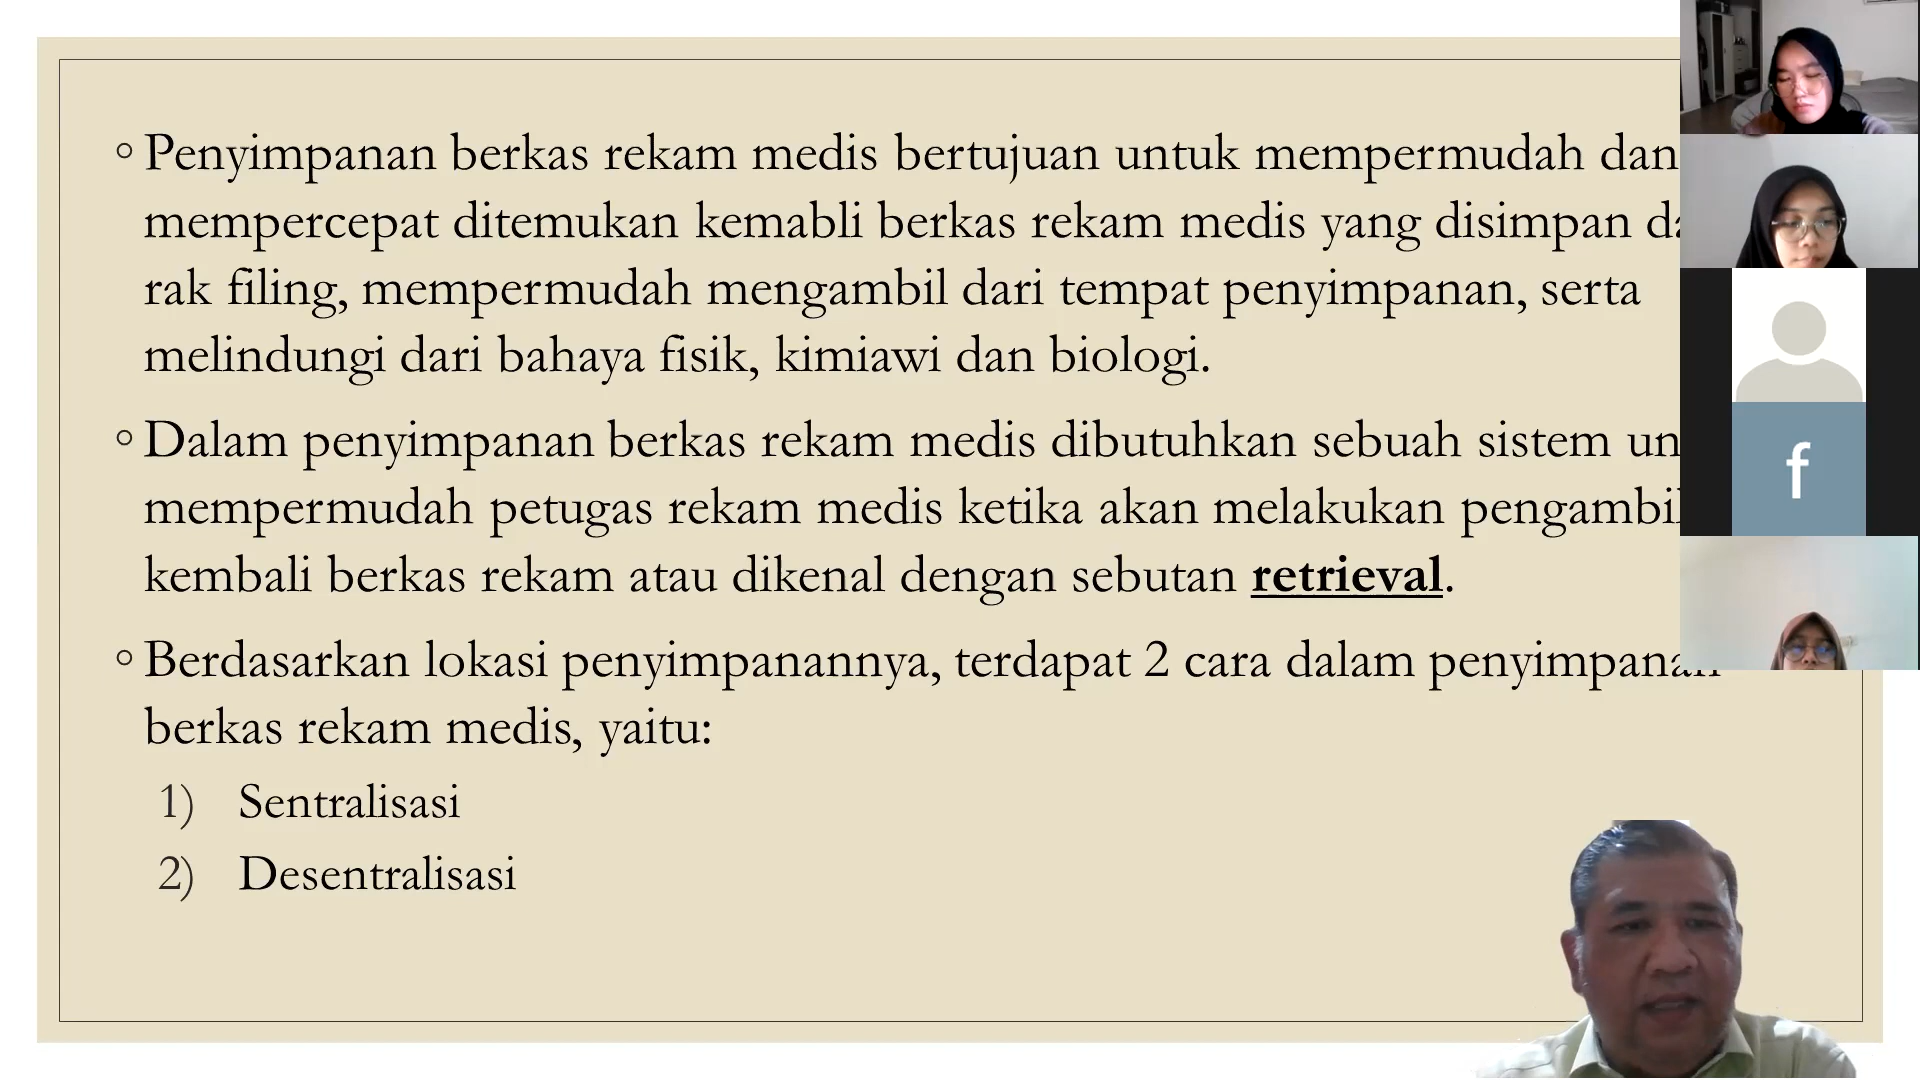 Penyimpanan berkas rekam medis bertujuan untuk mempermudah dan
mempercepat ditemukan kemabli berkas rekam medis yang disimpan
rak filing, mempermudah mengambil dari tempat penyimpanan, serta
melindungi dari bahaya fisik, kimiawi dan biologi.
Dalam penyimpanan berkas rekam medis dibutuhkan sebuah sistem
mempermudah petugas rekam medis ketika akan melakukan
kembali berkas rekam atau dikenal dengan sebutan retrieval.
Berdasarkan lokasi penyimpanannya, terdapat 2 cara dalam penyimpanan
berkas rekam medis, yaitu:
1) Sentralisasi
2) Desentralisasi
f